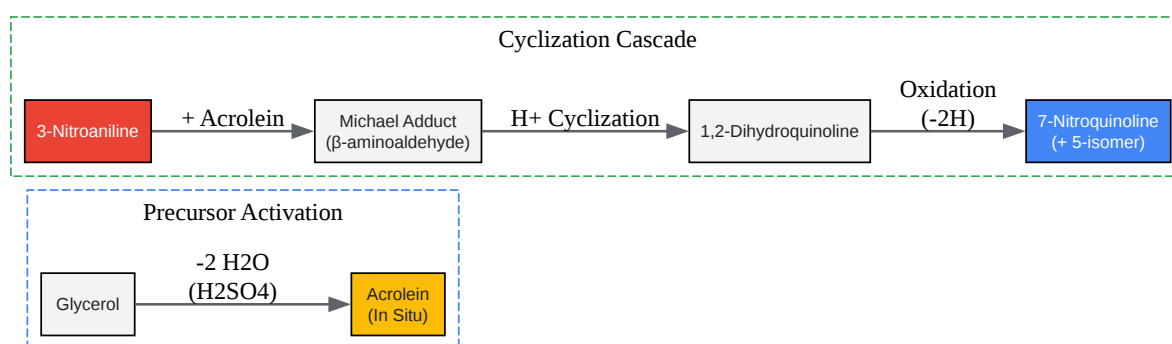 Cyclization Cascade
3-Nitroaniline
+ Acrolein
Michael Adduct
(β-aminoaldehyde)
H+ Cyclization
1,2-Dihydroquinoline
Oxidation
(-2H)
7-Nitroquinoline
(+ 5-isomer)
Precursor Activation
Glycerol
-2 H2O
(H2SO4)
Acrolein
(In Situ)